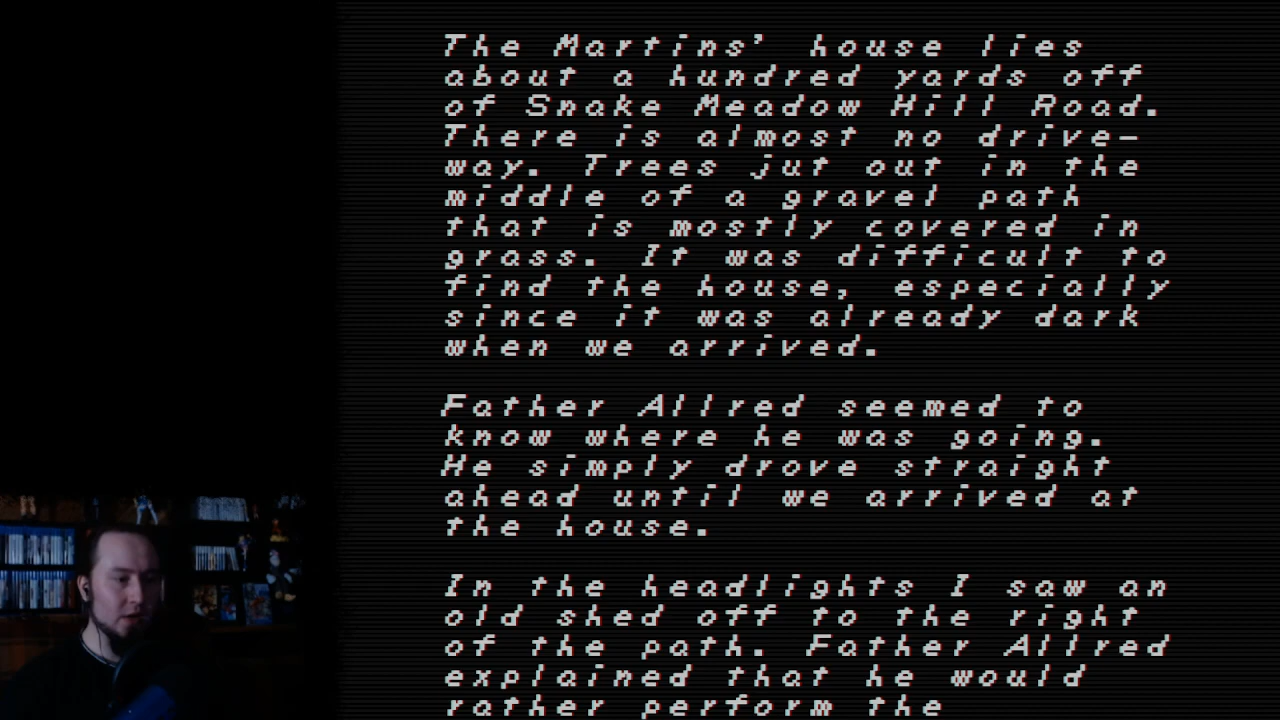 The Martins' house lies
about a hundred yards off
of Snake Meadow Hill Road.
There is almost no drive-
way. Trees jut out in the
middle of a gravel path
that is mostly covered in
grass. It was difficult to
find the house, especially
since it was already dark
when we arrived.
Father Allred seemed to
know where he was going.
He simply drove straight
ahead until we arrived at
the house.
In the headlights I saw an
old shed off to the right
of the path. Father Allred
explained that he would
rather perform the